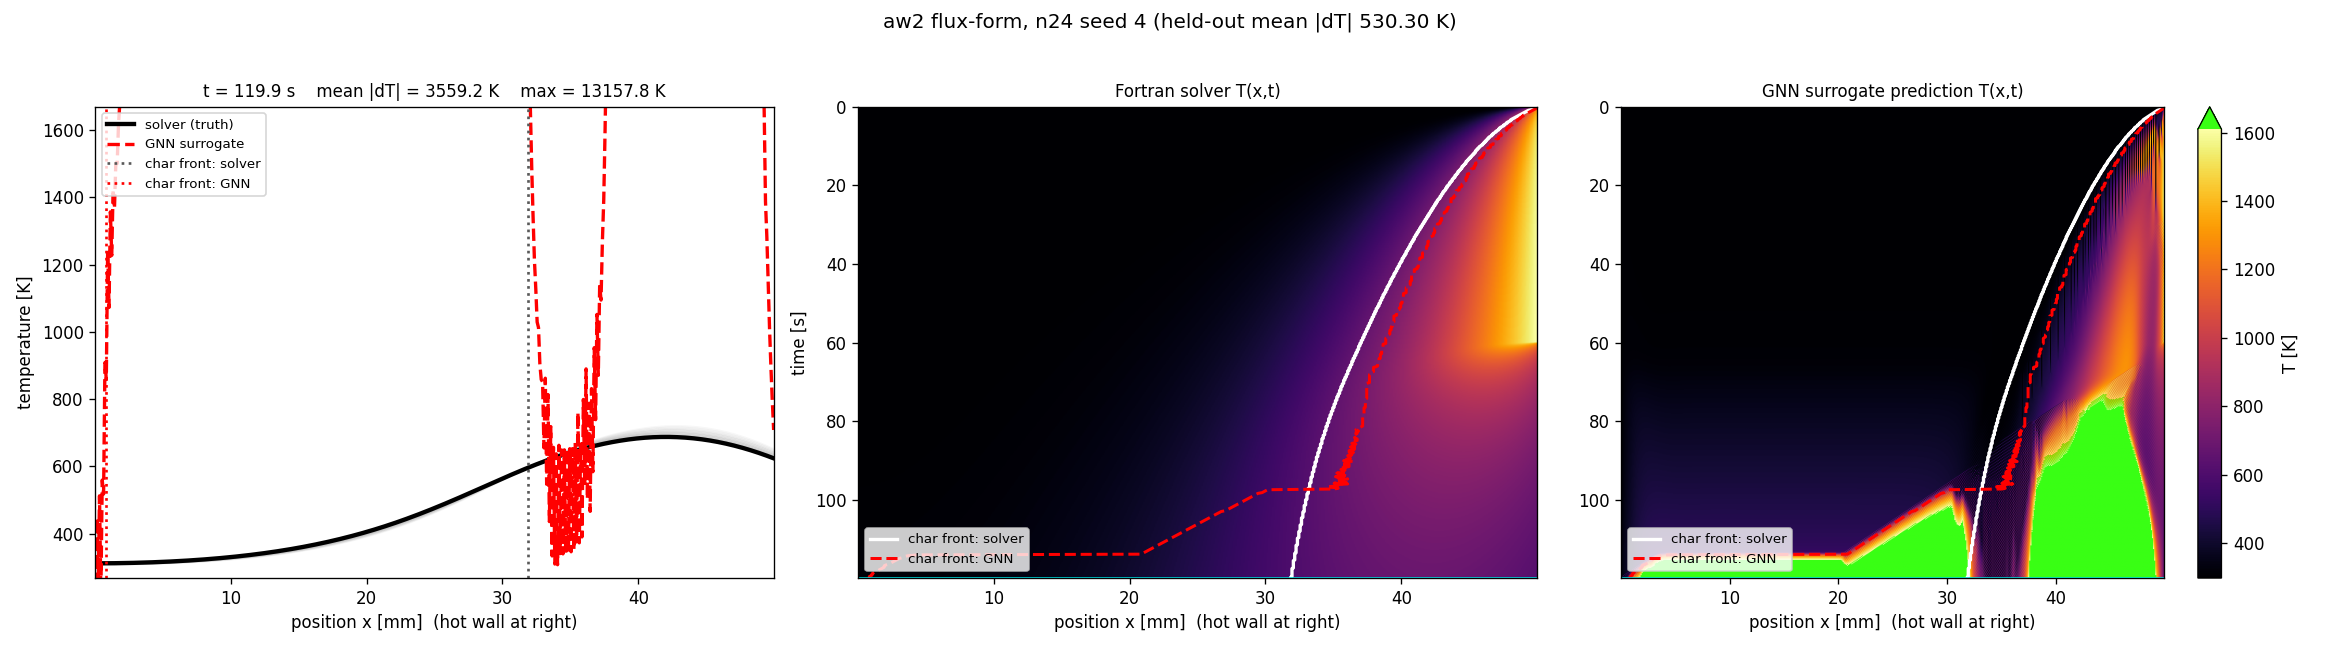 aw2 flux-form, n24 seed 4 (held-out mean |dT| 530.30 K)
t = 119.9 s    mean |dT| = 3559.2 K    max = 13157.8 K
temperature [K]
1600
1400
1200
1000
800
600
400
solver (truth)
GNN surrogate
char front: solver
char front: GNN
10
20
30
40
position x [mm]  (hot wall at right)
Fortran solver T(x,t)
time [s]
0
20
40
60
80
100
char front: solver
char front: GNN
10
20
30
40
position x [mm]  (hot wall at right)
GNN surrogate prediction T(x,t)
0
20
40
60
80
100
char front: solver
char front: GNN
10
20
30
40
position x [mm]  (hot wall at right)
1600
1400
1200
1000
800
600
400
T [K]